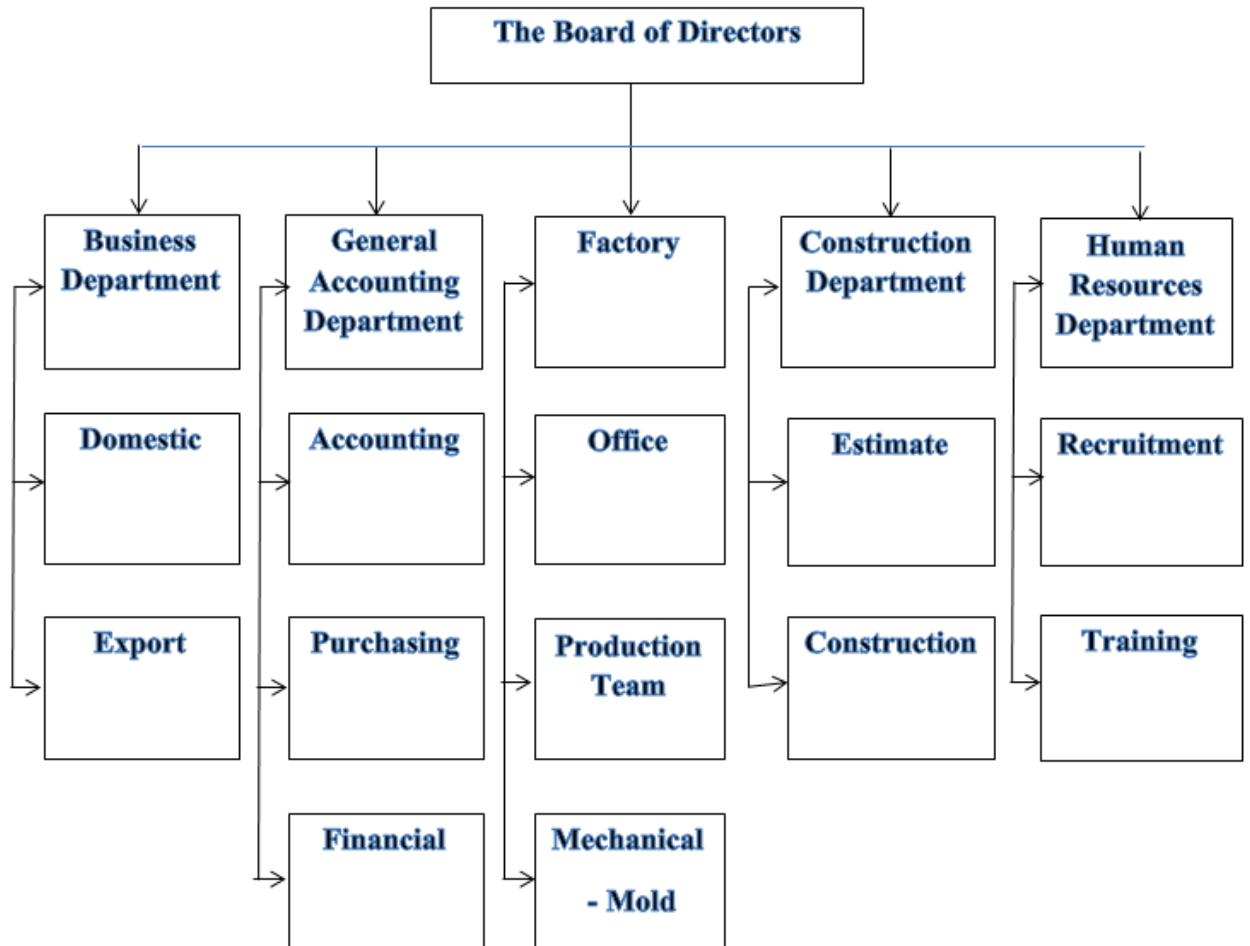 The Board of Directors
Business
Department
General
Accounting
Department
Factory
Construction
Department
Human
Resources
Department
Domestic
Accounting
Office
Estimate
Recruitment
Export
Purchasing
Production
Team
Construction
Training
Financial
Mechanical
- Mold